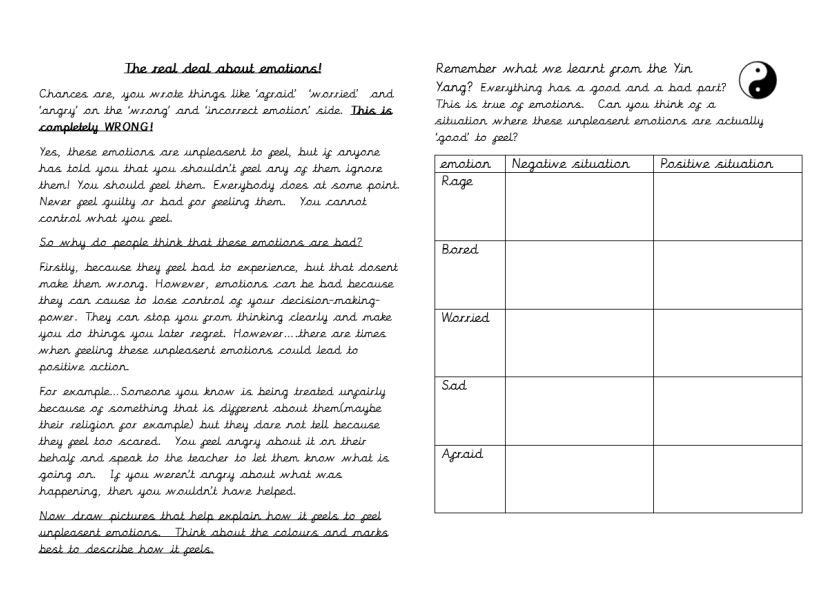 The real deal about emotions!
Chances are, you wrote things like 'afraid' 'worried' and
'angry' on the 'wrong' and 'incorrect emotion' side. This is
completely WRONG!
Yes, these emotions are unpleasant to feel, but if anyone
has told you that you shouldn't feel any of them ignore
them! You should feel them. Everybody does at some point.
Never feel guilty or bad for feeling them. You cannot
control what you feel.
So why do people think that these emotions are bad?
Firstly, because they feel bad to experience, but that dosent
make them wrong. However, emotions can be bad because
they can cause to lose control of your decision-making-
power. They can stop you from thinking clearly and make
you do things you later regret. However....there are times
when feeling these unpleasent emotions could lead to
positive action.
For example...Someone you know is being treated unfairly
because of something that is different about them(maybe
their religion for example) but they dare not tell because
they feel too scared. You feel angry about it on their
behalf and speak to the teacher to let them know what is
going on. If you weren't angry about what was
happening, then you wouldn't have helped.
Now draw pictures that help explain how it feels to feel
unpleasent emotions. Think about the colours and marks
best to describe how it feels.
Remember what we learnt from the Yin
Yang? Everything has a good and a bad part?
This is true of emotions. Can you think of a
situation where these unpleasent emotions are actually
'good' to feel?
emotion Negative situation Positive situation
Rage
Bored
Worried
Sad
Afraid